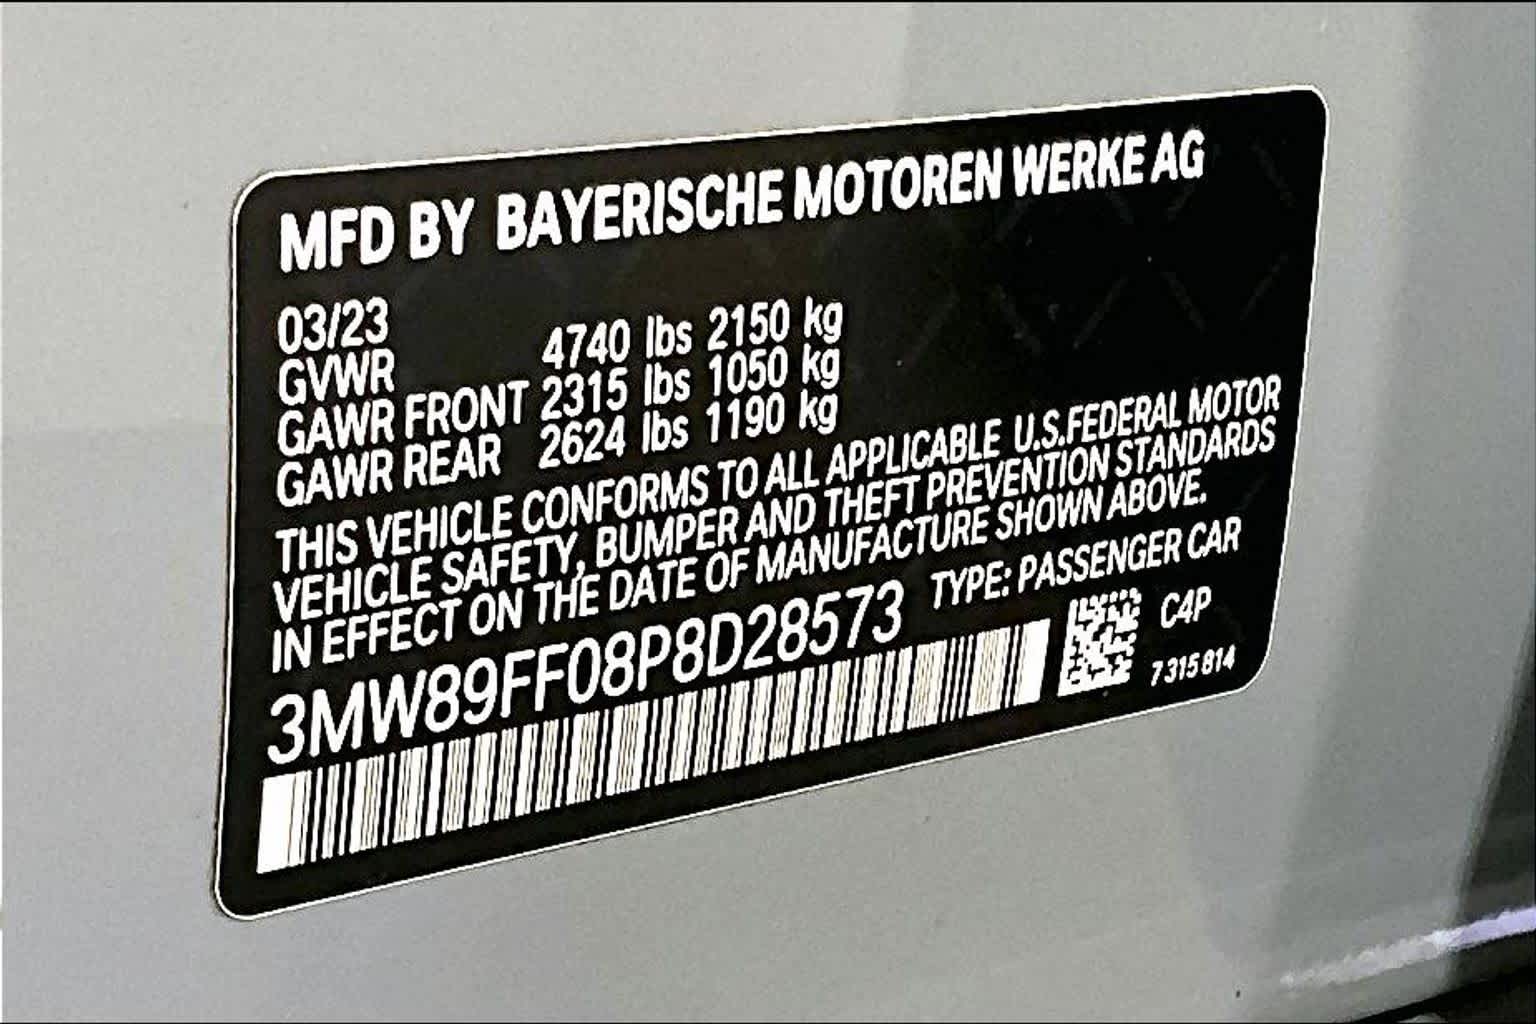 MFD BY BAYERISCHE MOTOREN WERKE AG
03/23
GVWR 4740 lbs 2150 kg
GAWR FRONT 2315 lbs 1050 kg
GAWR REAR 2624 lbs 1190 kg
THIS VEHICLE CONFORMS TO ALL APPLICABLE U.S.FEDERAL MOTOR
VEHICLE SAFETY, BUMPER AND THEFT PREVENTION STANDARDS
IN EFFECT ON THE DATE OF MANUFACTURE SHOWN ABOVE.
3MW89FF08P8D28573 TYPE: PASSENGER CAR
C4P
7 315 814